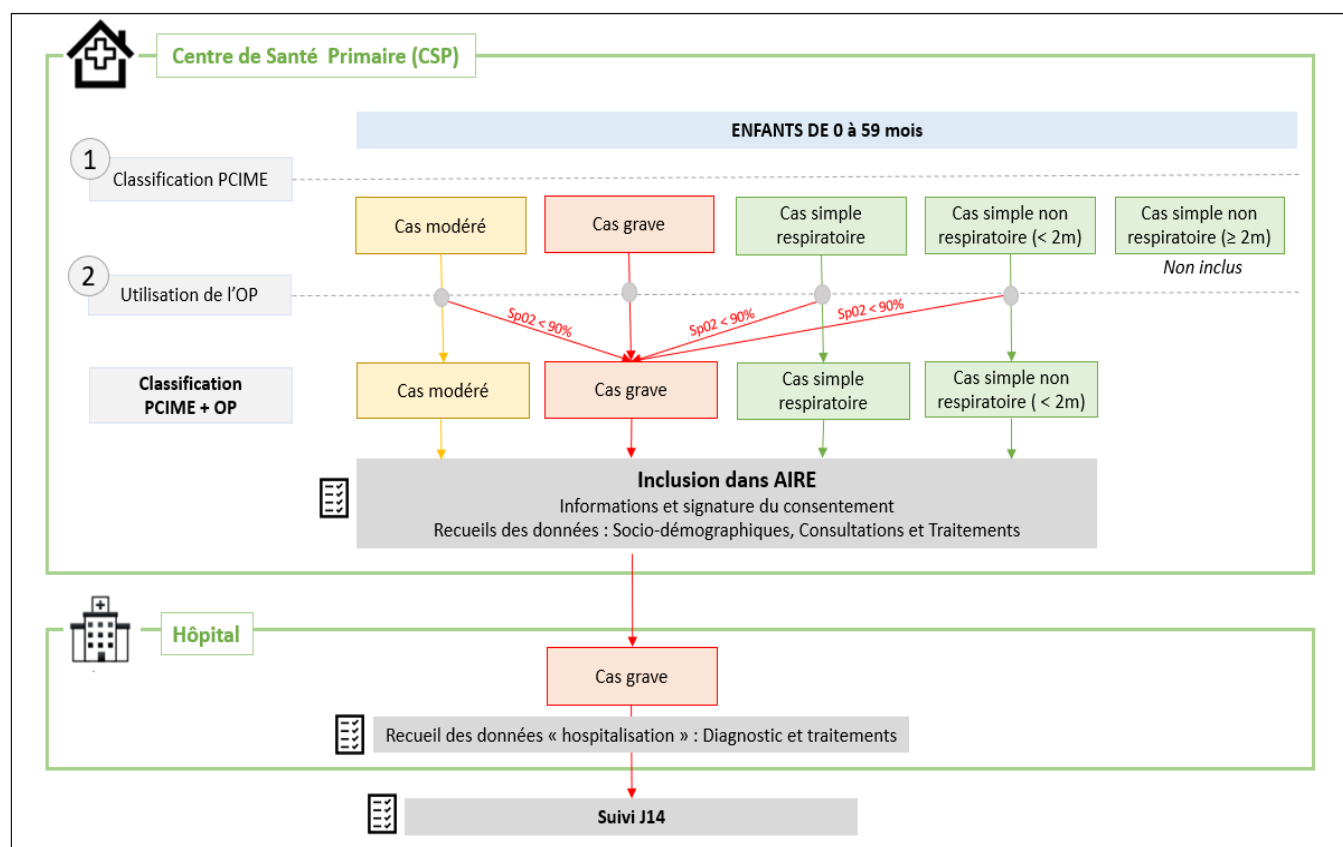 Centre de Santé Primaire (CSP)
ENFANTS DE 0 à 59 mois
1
Classification PCIME
Cas modéré
Cas grave
Cas simple
respiratoire
Cas simple non
respiratoire (< 2m)
Cas simple non
respiratoire (≥ 2m)
Non inclus
2
Utilisation de l'OP
Sp02 < 90%
Sp02 < 90%
Sp02 < 90%
Classification
PCIME + OP
Cas modéré
Cas grave
Cas simple
respiratoire
Cas simple non
respiratoire ( < 2m)
Inclusion dans AIRE
Informations et signature du consentement
Recueils des données : Socio-démographiques, Consultations et Traitements
Hôpital
Cas grave
Recueil des données « hospitalisation » : Diagnostic et traitements
Suivi J14